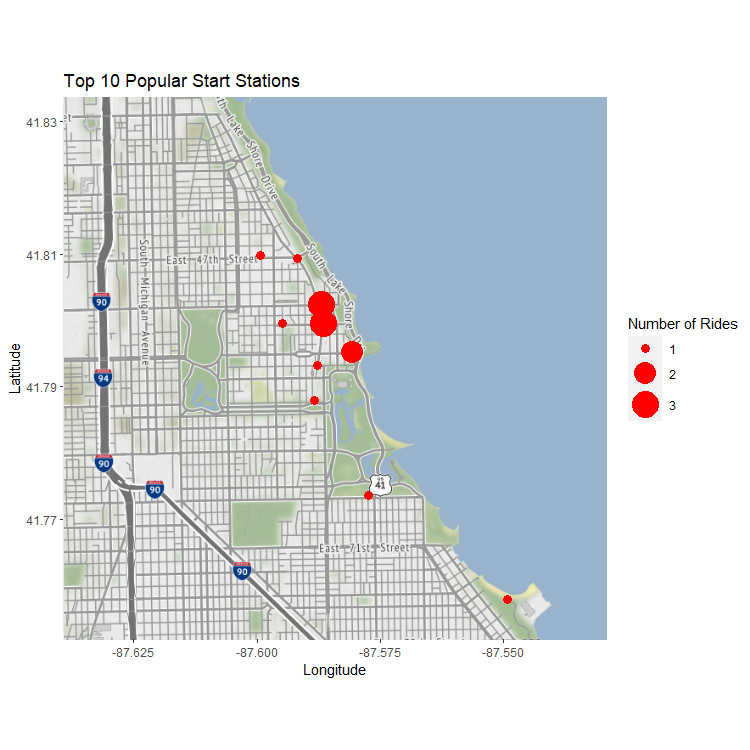 Top 10 Popular Start Stations
Latitude
41.83
41.81
41.79
41.77
South Lake Shore Drive
East 47th Street
South Lake Shore Dr
South Michigan Avenue
90
94
90
90
90
US
41
East 71st Street
-87.625
-87.600
-87.575
-87.550
Longitude
Number of Rides
1
2
3